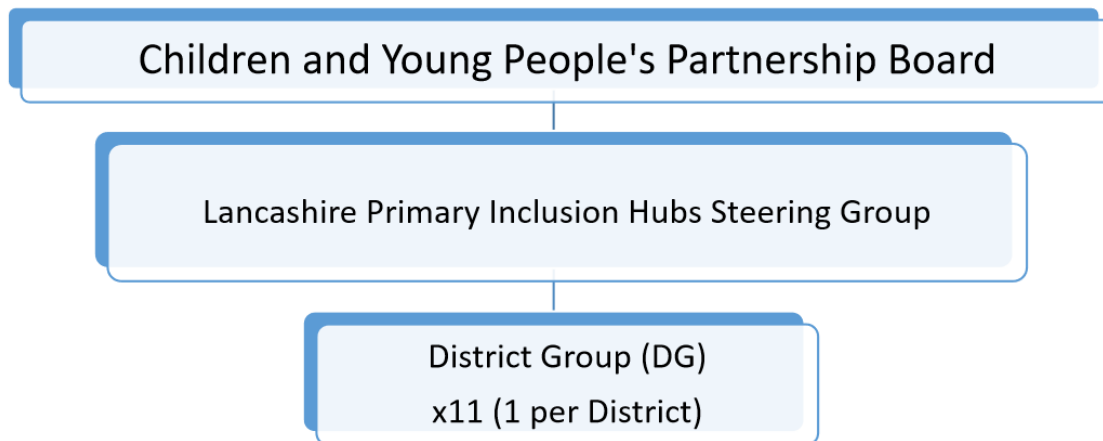 Children and Young People's Partnership Board
Lancashire Primary Inclusion Hubs Steering Group
District Group (DG)
x11 (1 per District)